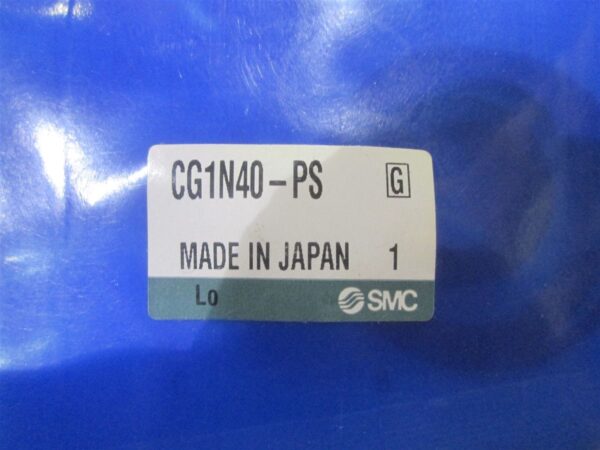 CG1N40-PS G
MADE IN JAPAN 1
Lo SMC